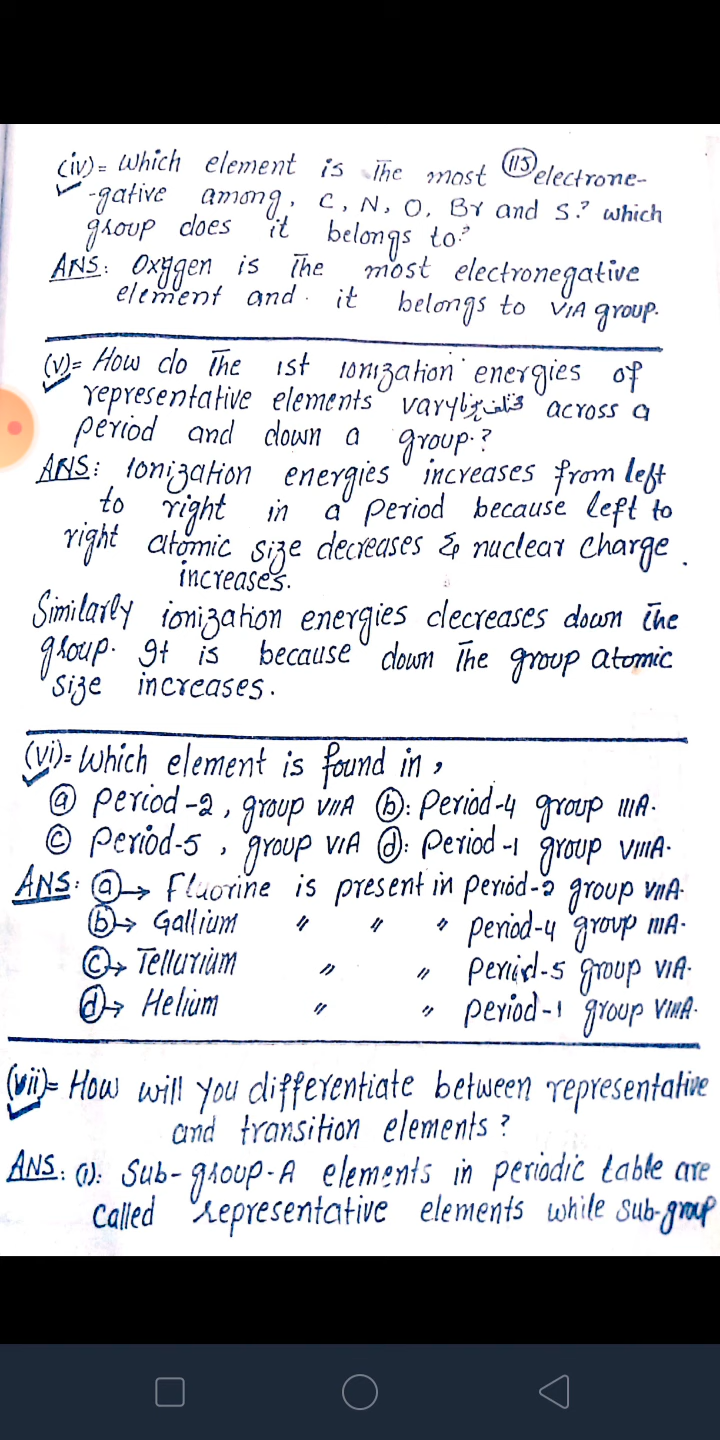 (115)
(iv)= Which element is The most electrone-
-gative among, C, N, O, Br and S.? which
group does it belongs to?
ANS: Oxygen is The most electronegative
element and it belongs to VIA group.
(v)= How do The 1st ionization energies of
representative elements vary across a
period and down a group.?
ANS: Ionization energies increases from left
to right in a Period because left to
right atomic size decreases & nuclear charge
increases.
Similarly ionization energies decreases down The
group. It is because down The group atomic
size increases.
(vi)= Which element is found in,
(a) Period-2, group VIIA (b): Period-4 group IIIA.
(c) Period-5, group VIA (d): Period-1 group VIIIA.
ANS: (a)→ Fluorine is present in Period-2 group VIIA.
(b)→ Gallium " " " period-4 group IIIA.
(c)→ Tellurium " " Period-5 group VIA.
(d)→ Helium " " period-1 group VIIIA.
(vii)= How will you differentiate between representative
and transition elements?
ANS: (1): Sub-group-A elements in periodic table are
called representative elements while sub-group